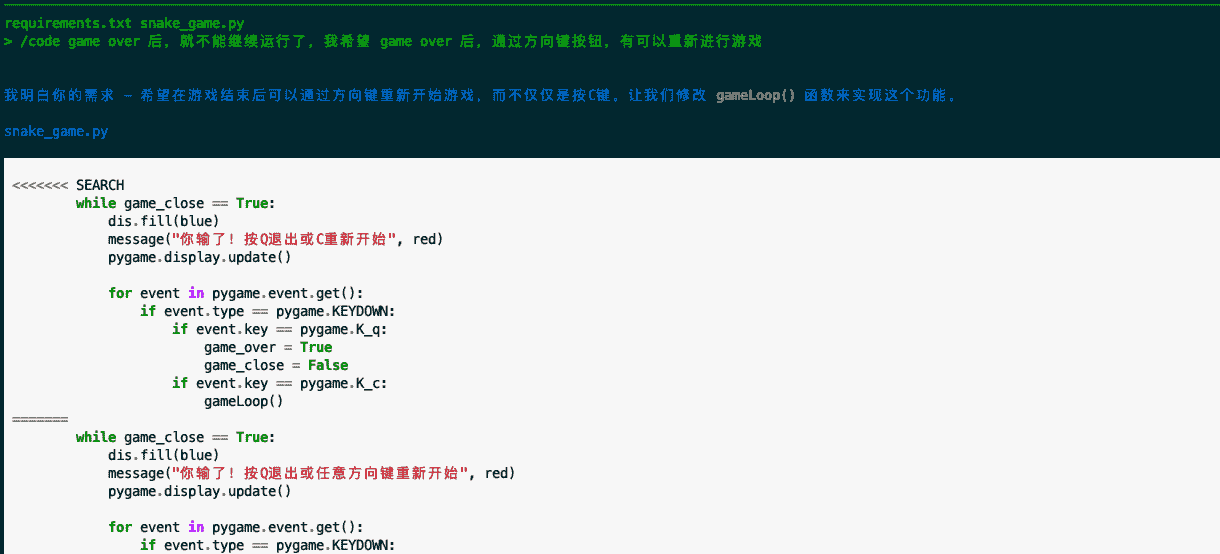 requirements.txt snake_game.py
> /code game over 后，就不能继续运行了，我希望 game over 后，通过方向键按钮，有可以重新进行游戏
我明白你的需求 - 希望在游戏结束后可以通过方向键重新开始游戏，而不仅仅是按C键。让我们修改 gameLoop() 函数来实现这个功能。
snake_game.py
<<<<<<< SEARCH
        while game_close == True:
            dis.fill(blue)
            message("你输了! 按Q退出或C重新开始", red)
            pygame.display.update()
            for event in pygame.event.get():
                if event.type == pygame.KEYDOWN:
                    if event.key == pygame.K_q:
                        game_over = True
                        game_close = False
                    if event.key == pygame.K_c:
                        gameLoop()
=======
        while game_close == True:
            dis.fill(blue)
            message("你输了! 按Q退出或任意方向键重新开始", red)
            pygame.display.update()
            for event in pygame.event.get():
                if event.type == pygame.KEYDOWN: